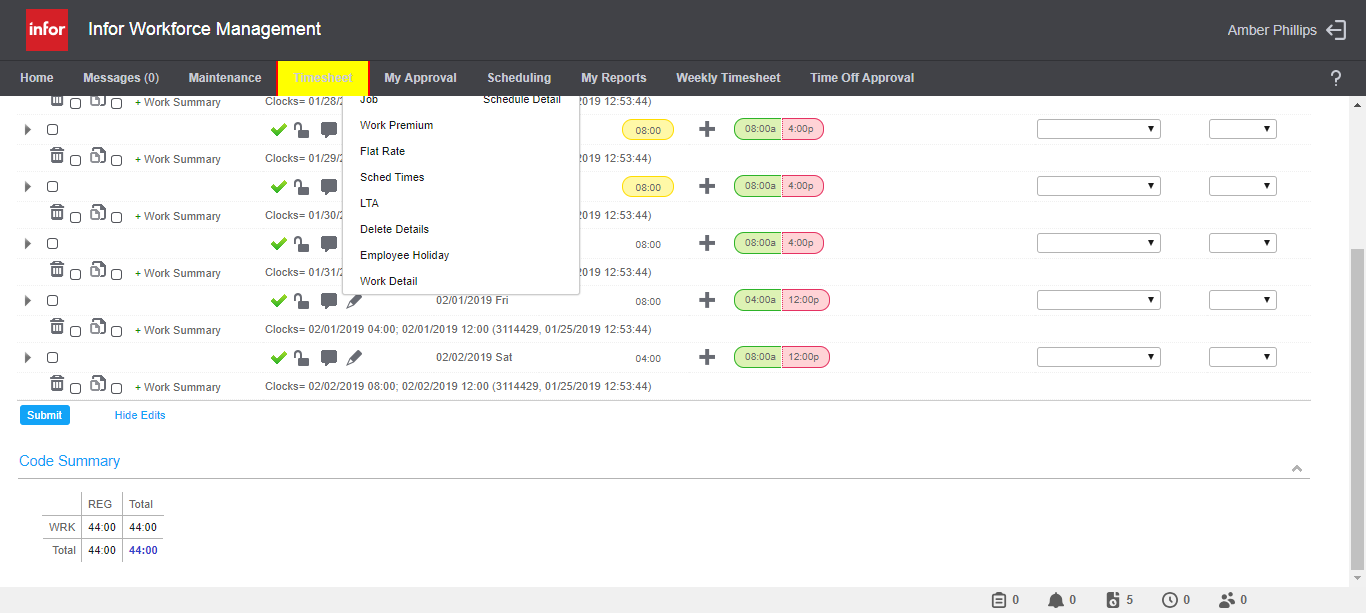 infor Infor Workforce Management Amber Phillips
Home Messages (0) Maintenance Timesheet My Approval Scheduling My Reports Weekly Timesheet Time Off Approval ?
+ Work Summary Clocks= 01/28/ Job Schedule Detail 2019 12:53:44)
Work Premium 08:00 08:00a 4:00p
Flat Rate
+ Work Summary Clocks= 01/29/ 2019 12:53:44)
Sched Times 08:00 08:00a 4:00p
LTA
+ Work Summary Clocks= 01/30/ 2019 12:53:44)
Delete Details
08:00 08:00a 4:00p
Employee Holiday
+ Work Summary Clocks= 01/31/ 2019 12:53:44)
Work Detail
02/01/2019 Fri 08:00 04:00a 12:00p
+ Work Summary Clocks= 02/01/2019 04:00; 02/01/2019 12:00 (3114429, 01/25/2019 12:53:44)
02/02/2019 Sat 04:00 08:00a 12:00p
+ Work Summary Clocks= 02/02/2019 08:00; 02/02/2019 12:00 (3114429, 01/25/2019 12:53:44)
Submit Hide Edits
Code Summary
REG Total
WRK 44:00 44:00
Total 44:00 44:00
0 0 5 0 0